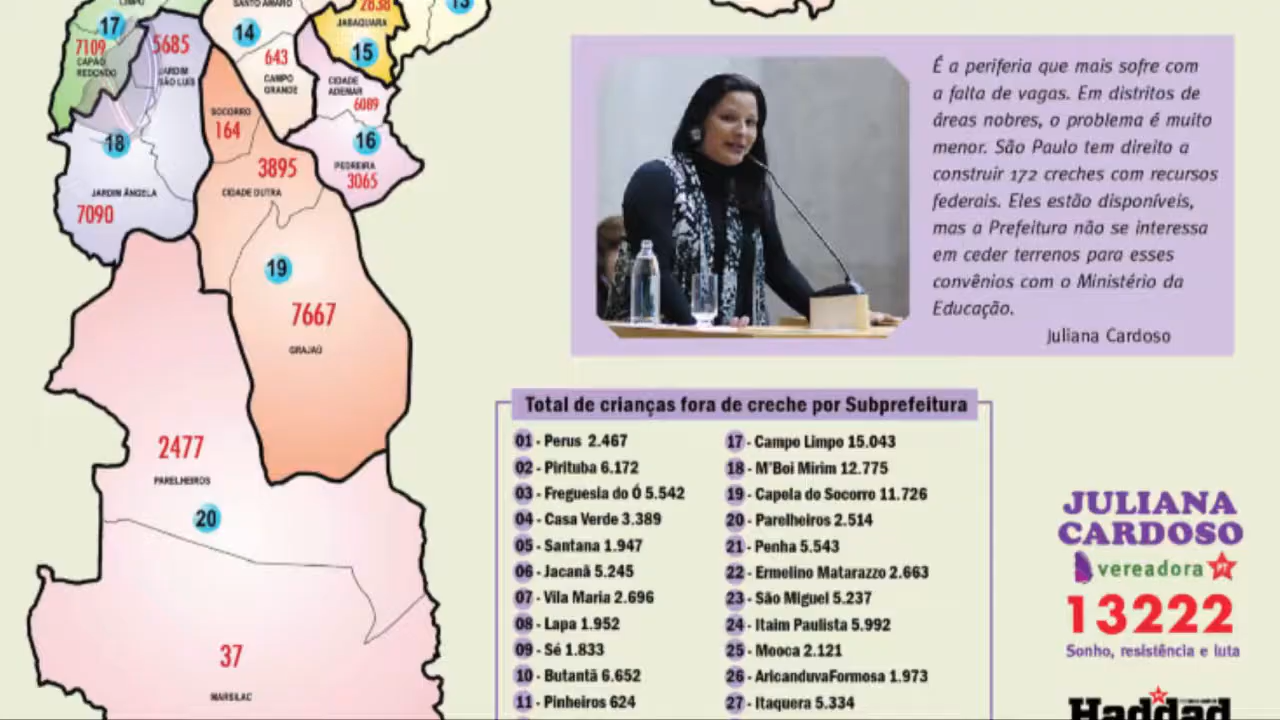 LIMPO
17
7109
CAPÃO
REDONDO
5685
JARDIM
SÃO LUIS
SANTO AMARO
14
643
CAMPO
GRANDE
2838
JABAQUARA
15
13
CIDADE
ADEMAR
6089
16
PEDREIRA
3065
SOCORRO
164
3895
CIDADE DUTRA
18
JARDIM ÂNGELA
7090
19
7667
GRAJAÚ
2477
PARELHEIROS
20
37
MARSILAC
É a periferia que mais sofre com
a falta de vagas. Em distritos de
áreas nobres, o problema é muito
menor. São Paulo tem direito a
construir 172 creches com recursos
federais. Eles estão disponíveis,
mas a Prefeitura não se interessa
em ceder terrenos para esses
convênios com o Ministério da
Educação.
Juliana Cardoso
Total de crianças fora de creche por Subprefeitura
01 - Perus 2.467
02 - Pirituba 6.172
03 - Freguesia do Ó 5.542
04 - Casa Verde 3.389
05 - Santana 1.947
06 - Jacanã 5.245
07 - Vila Maria 2.696
08 - Lapa 1.952
09 - Sé 1.833
10 - Butantã 6.652
11 - Pinheiros 624
17 - Campo Limpo 15.043
18 - M'Boi Mirim 12.775
19 - Capela do Socorro 11.726
20 - Parelheiros 2.514
21 - Penha 5.543
22 - Ermelino Matarazzo 2.663
23 - São Miguel 5.237
24 - Itaim Paulista 5.992
25 - Mooca 2.121
26 - AricanduvaFormosa 1.973
27 - Itaquera 5.334
JULIANA
CARDOSO
vereadora PT
13222
Sonho, resistência e luta
Haddad